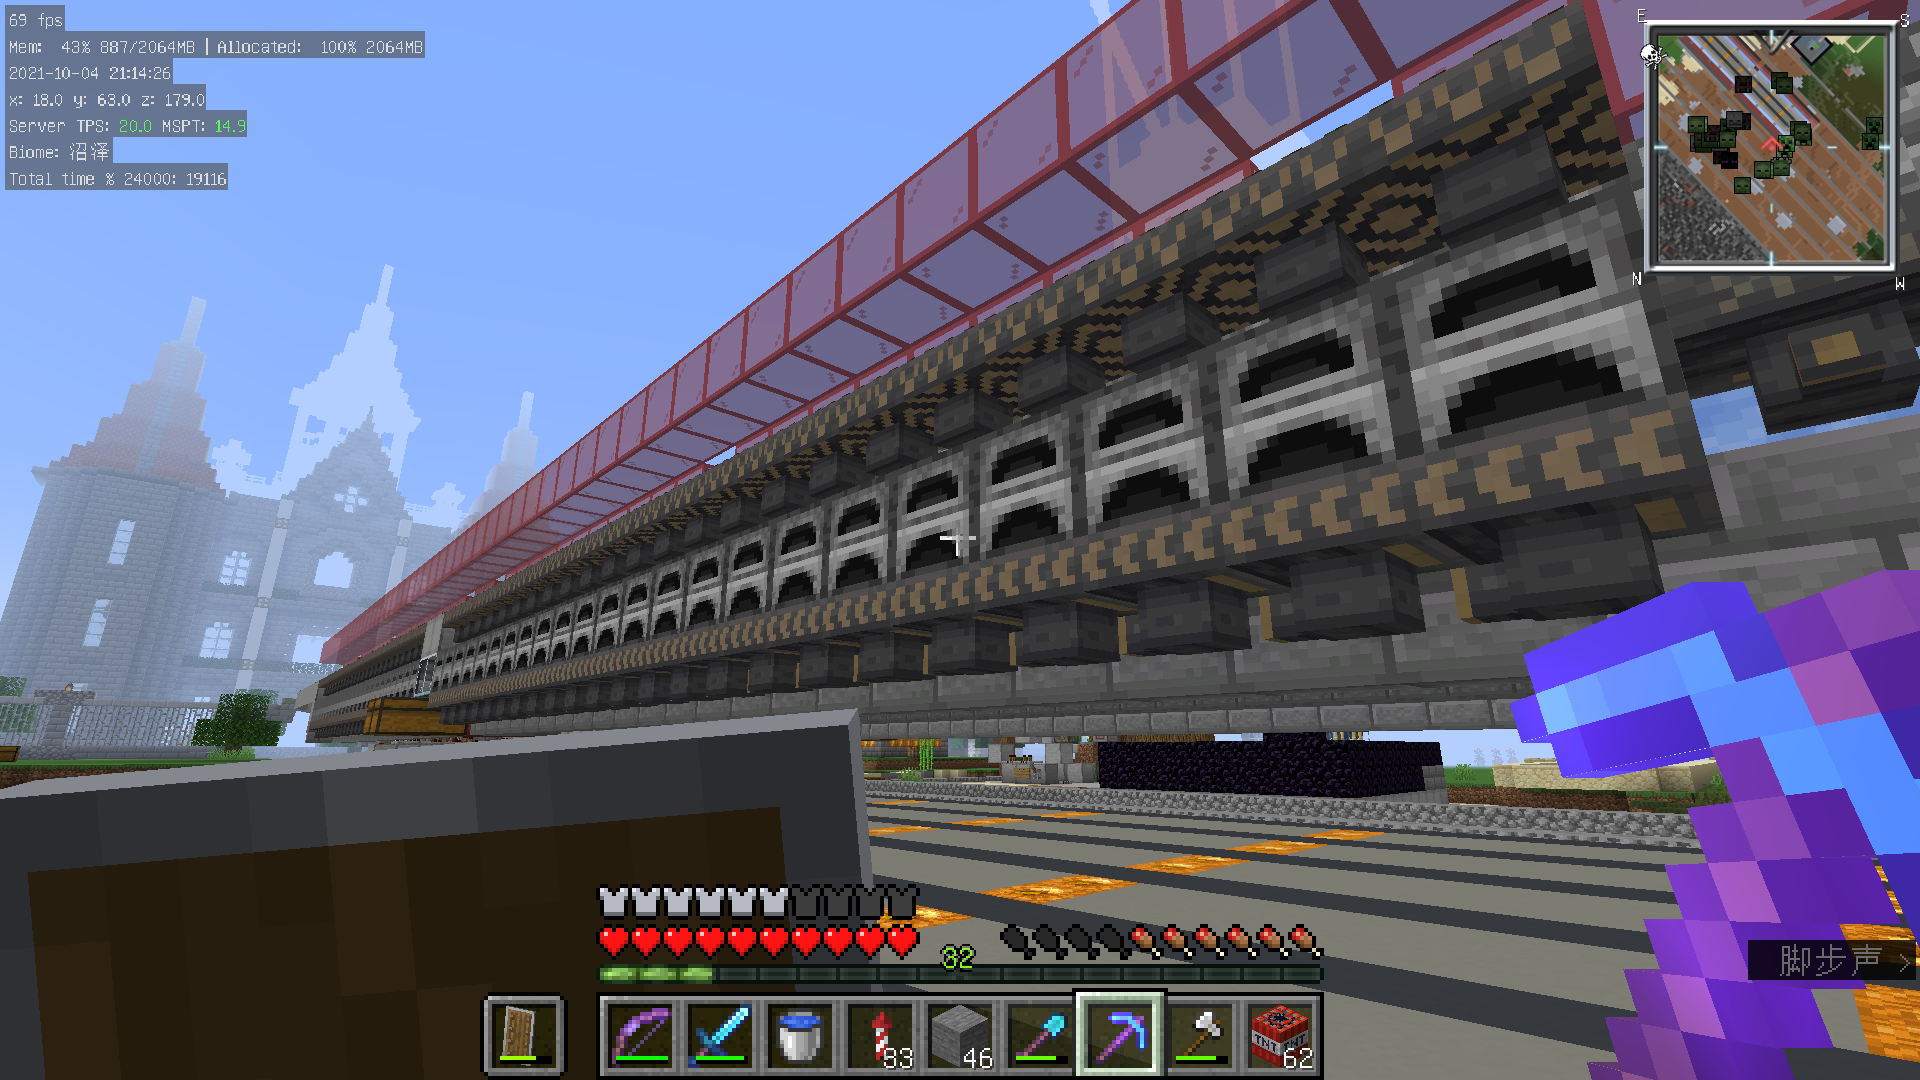 69 fps
Mem: 43% 887/2064MB | Allocated: 100% 2064MB
2021-10-04 21:14:26
x: 18.0 y: 63.0 z: 179.0
Server TPS: 20.0 MSPT: 14.9
Biome: 沼泽
Total time % 24000: 19116
E
S
N
W
脚步声 >
32
83
46
TNT
62